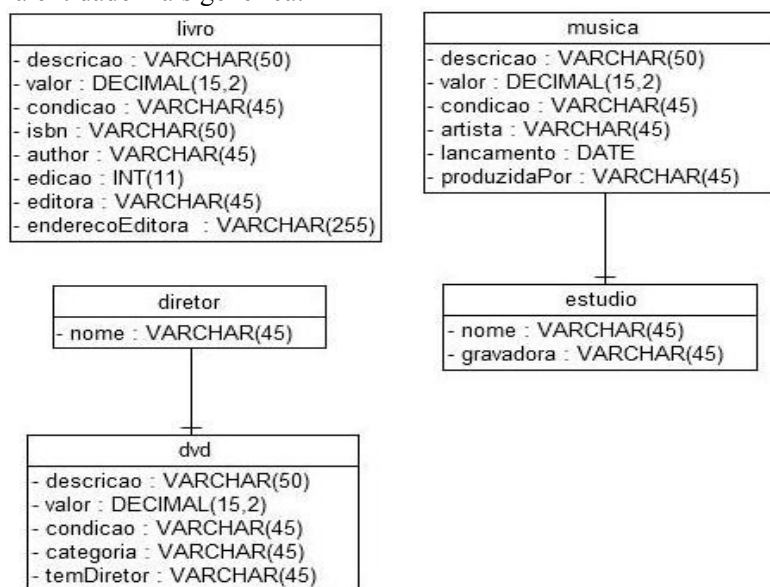 livro
- descricao : VARCHAR(50)
- valor : DECIMAL(15,2)
- condicao : VARCHAR(45)
- isbn : VARCHAR(50)
- author : VARCHAR(45)
- edicao : INT(11)
- editora : VARCHAR(45)
- enderecoEditora : VARCHAR(255)
musica
- descricao : VARCHAR(50)
- valor : DECIMAL(15,2)
- condicao : VARCHAR(45)
- artista : VARCHAR(45)
- lancamento : DATE
- produzidaPor : VARCHAR(45)
diretor
- nome : VARCHAR(45)
estudio
- nome : VARCHAR(45)
- gravadora : VARCHAR(45)
dvd
- descricao : VARCHAR(50)
- valor : DECIMAL(15,2)
- condicao : VARCHAR(45)
- categoria : VARCHAR(45)
- temDiretor : VARCHAR(45)